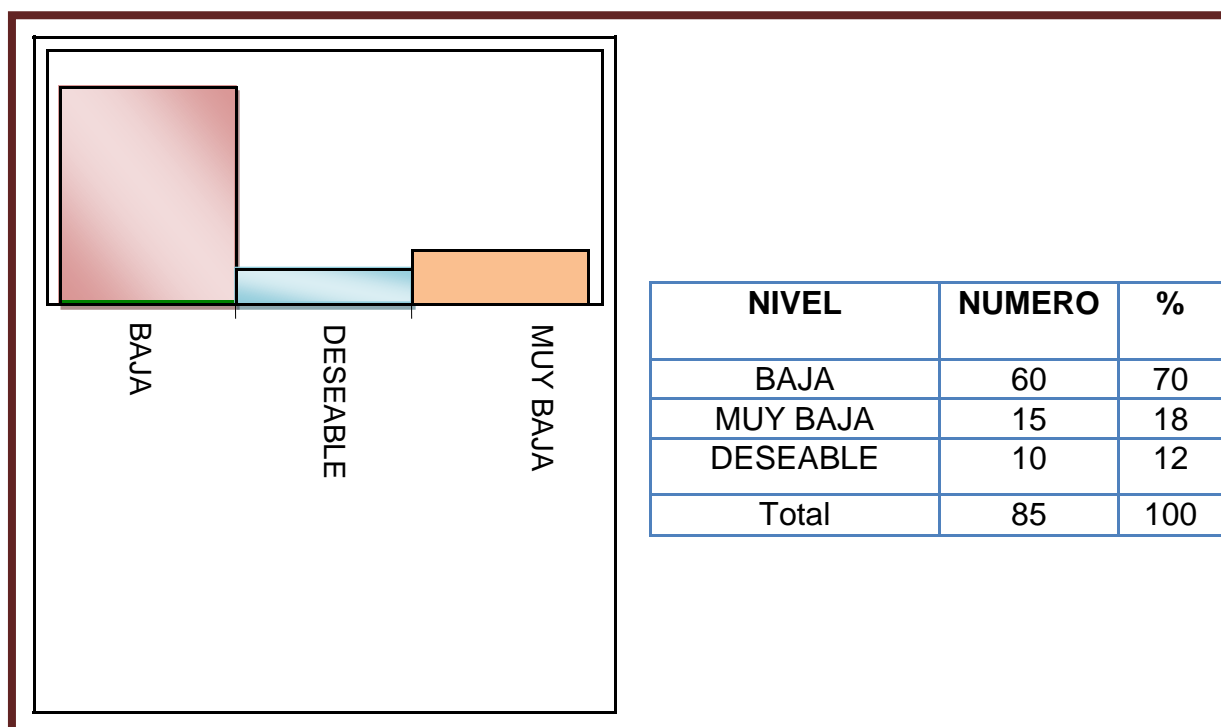 BAJA
DESEABLE
MUY BAJA
NIVEL NUMERO %
BAJA 60 70
MUY BAJA 15 18
DESEABLE 10 12
Total 85 100